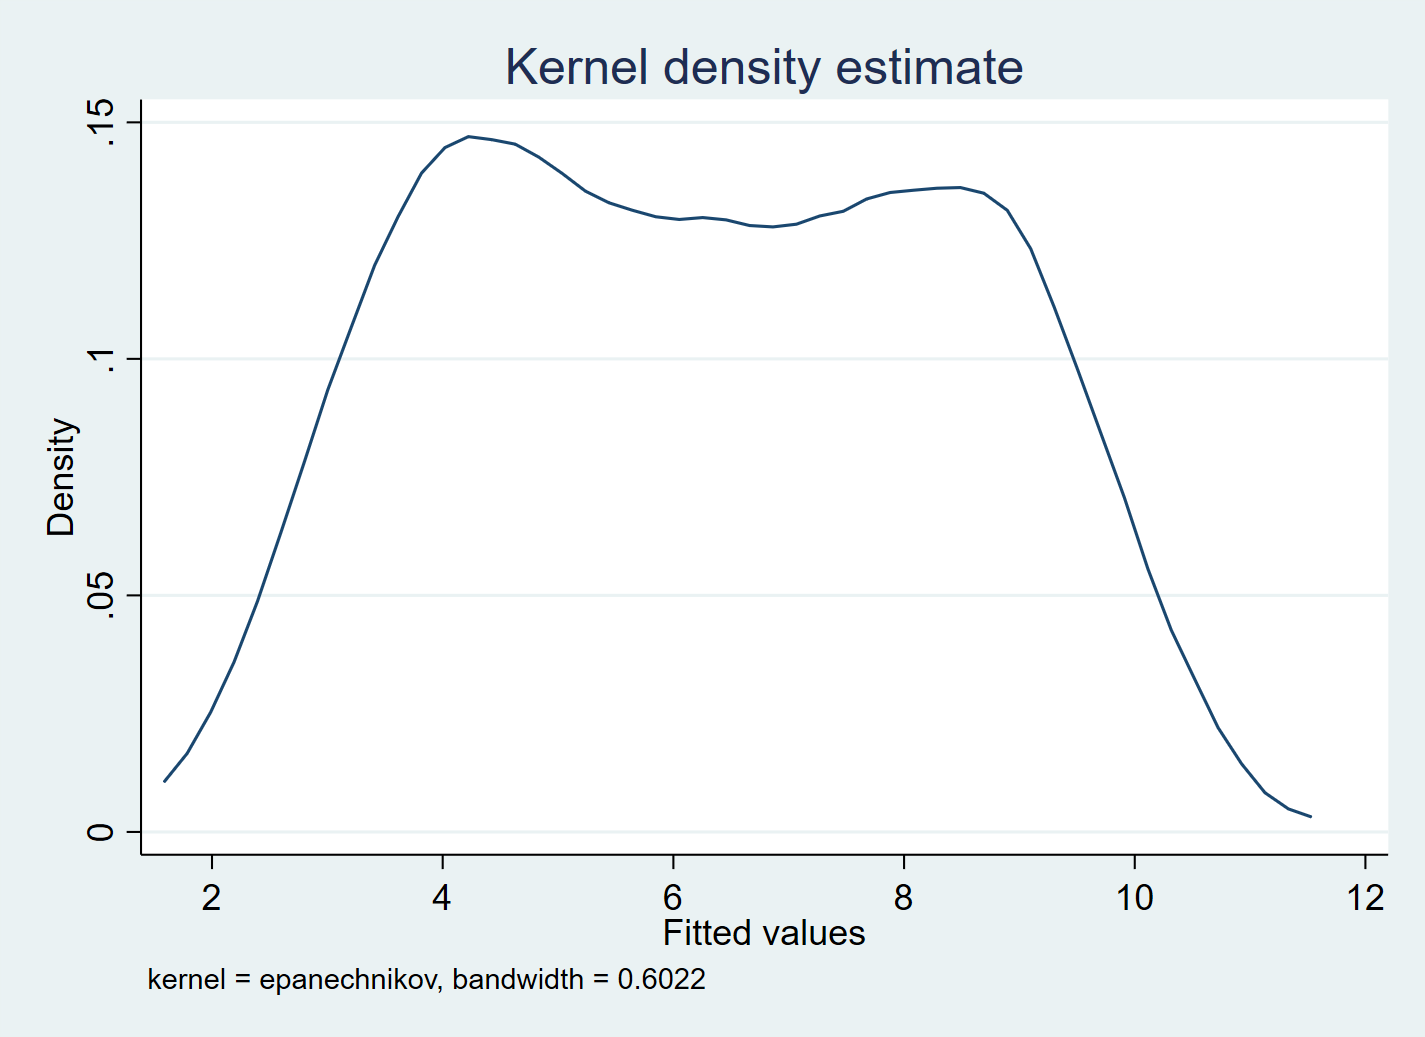 Kernel density estimate
.15
.1
.05
0
Density
2 4 6 8 10 12
Fitted values
kernel = epanechnikov, bandwidth = 0.6022